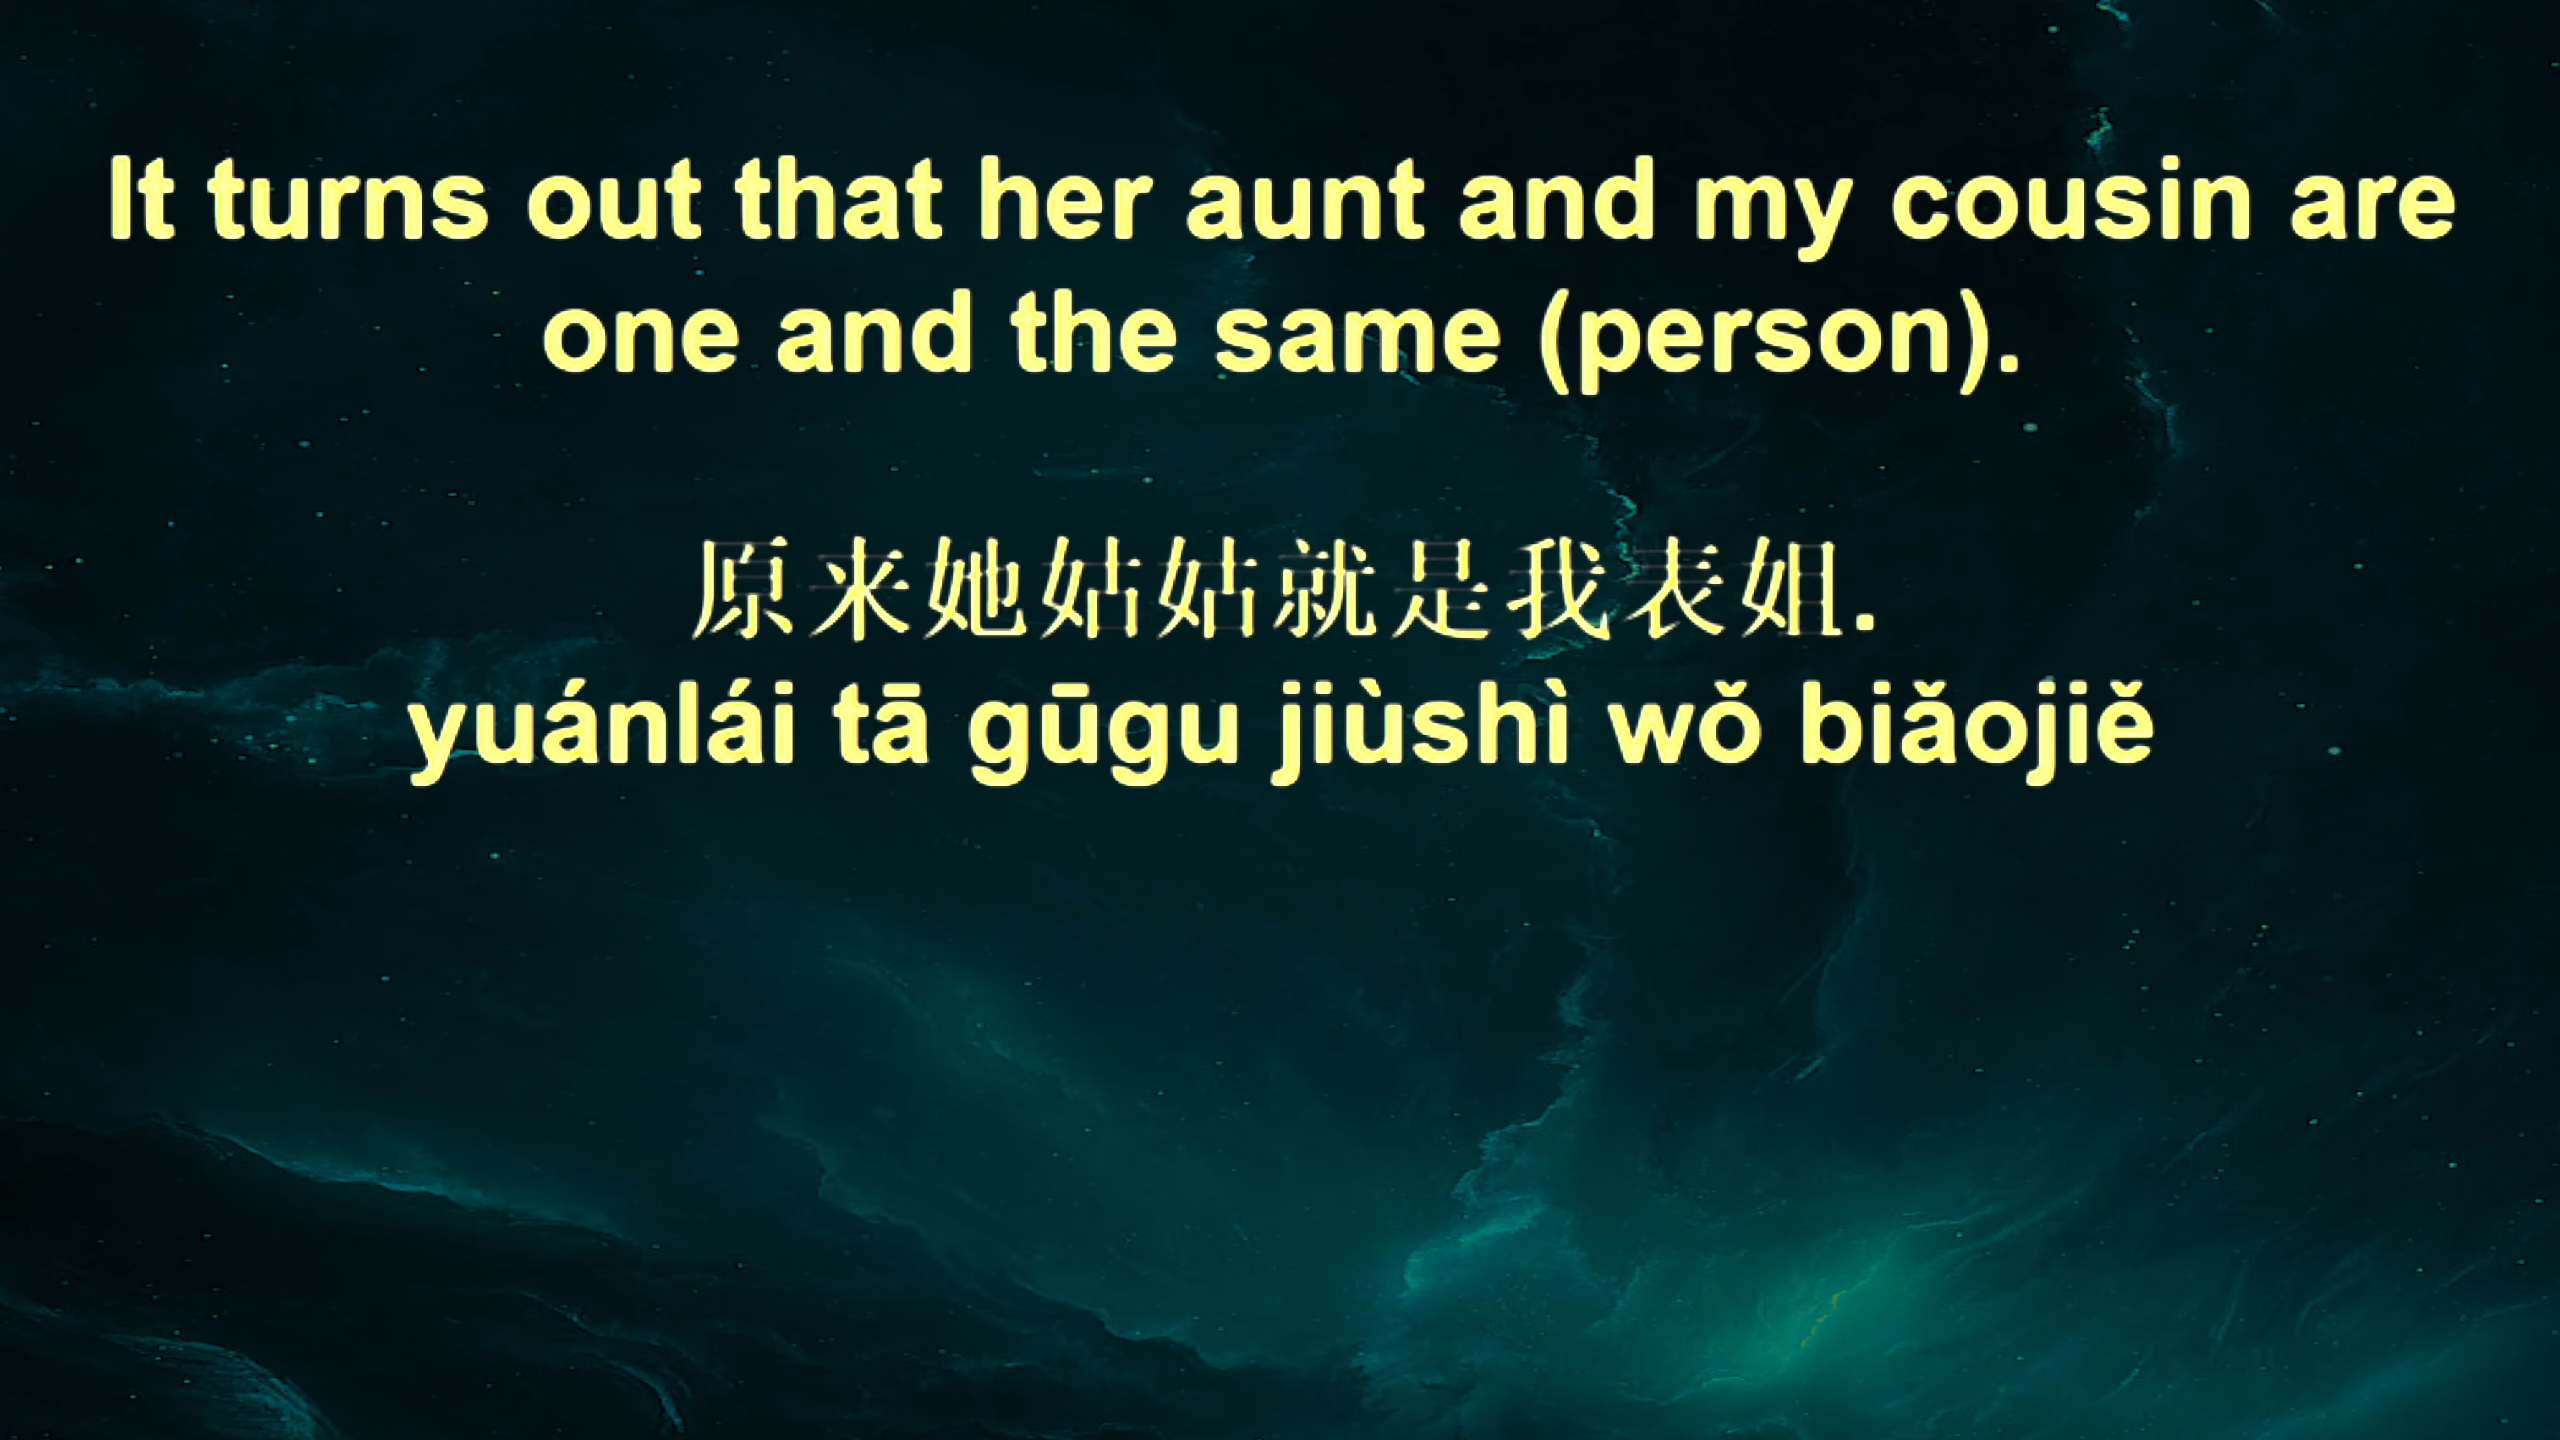 It turns out that her aunt and my cousin are
one and the same (person).
原来她姑姑就是我表姐.
yuánlái tā gūgu jiùshì wǒ biǎojiě